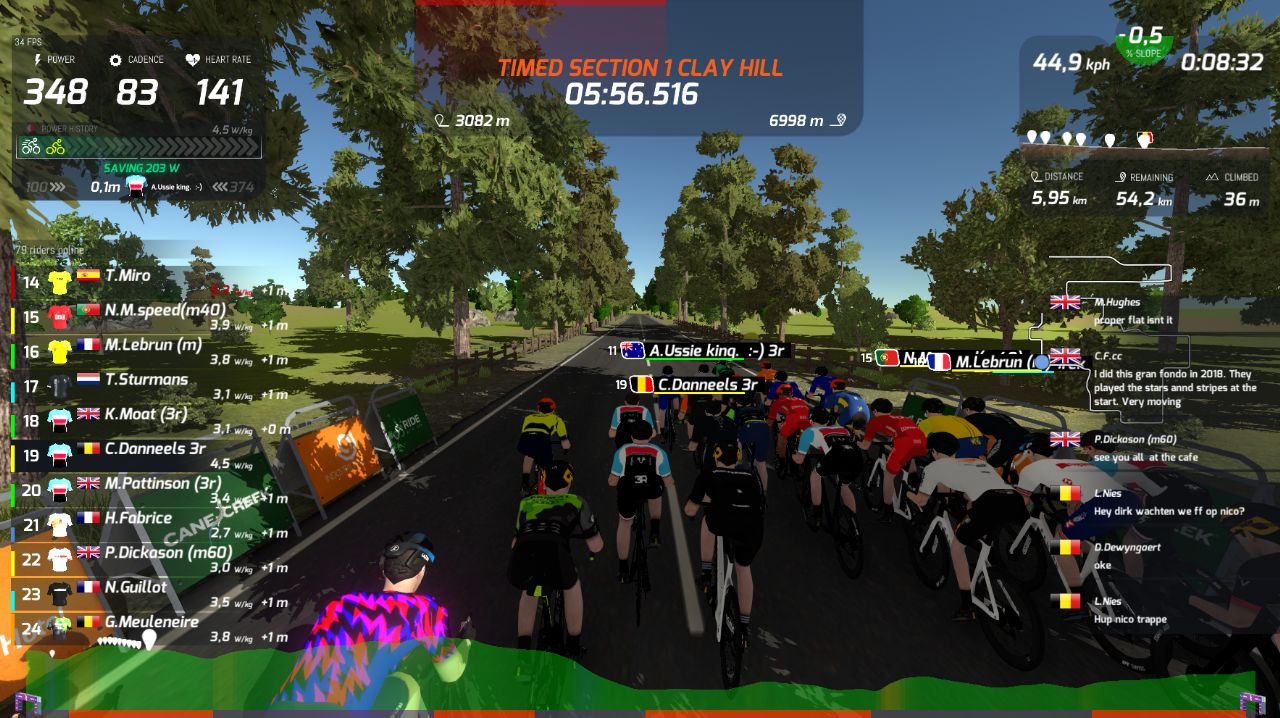 34 FPS
POWER CADENCE HEART RATE
348 83 141
POWER HISTORY 4,5 W/kg
SAVING 203 W
100 0,1m A.Ussie king. :-) 374
TIMED SECTION 1 CLAY HILL
05:56.516
3082 m 6998 m
44,9 kph -0,5 % SLOPE 0:08:32
DISTANCE REMAINING CLIMBED
5,95 km 54,2 km 36 m
79 riders online
14 T.Miro
W/kg +1 m
15 N.M.speed(m40)
3,9 W/kg +1 m
16 M.Lebrun (m)
3,8 W/kg +1 m
17 T.Sturmans
3,1 W/kg +1 m
18 K.Moat (3r)
3,1 W/kg +0 m
19 C.Danneels 3r
4,5 W/kg
20 M.Pattinson (3r)
3,4 W/kg +1 m
21 H.Fabrice
2,7 W/kg +1 m
22 P.Dickason (m60)
3,0 W/kg +1 m
23 N.Guillot
3,5 W/kg +1 m
24 G.Meuleneire
3,8 W/kg +1 m
11 A.Ussie king. :-) 3r
19 C.Danneels 3r
15 N.M
M.Lebrun (
3R
RIDE
M.Hughes
proper flat isnt it
C.F.cc
I did this gran fondo in 2018. They
played the stars annd stripes at the
start. Very moving
P.Dickason (m60)
see you all at the cafe
L.Nies
Hey dirk wachten we ff op nico?
D.Dewyngaert
oke
L.Nies
Hup nico trappe